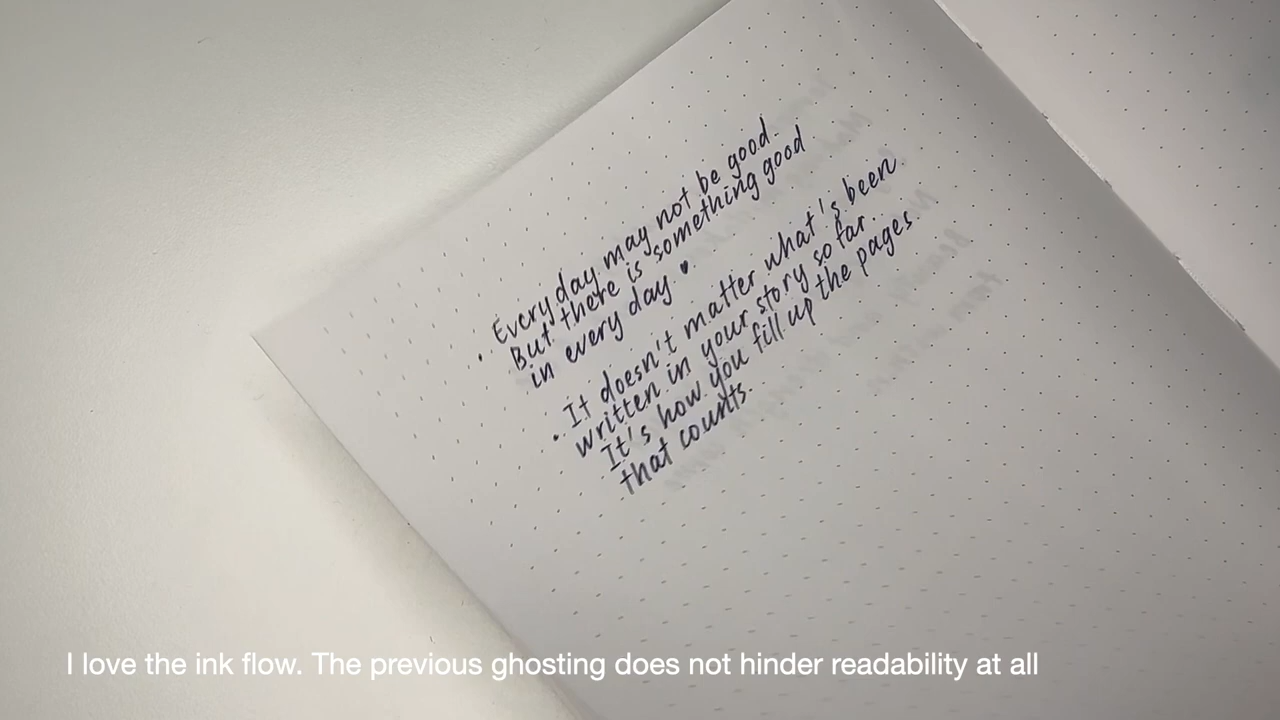 • Every day may not be good.
But there is something good
in every day ♥
• It doesn't matter what's been
written in your story so far.
It's how you fill up the pages
that counts.
I love the ink flow. The previous ghosting does not hinder readability at all